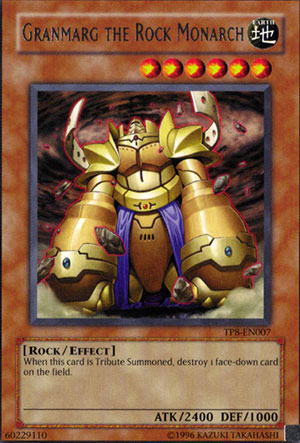 GRANMARG THE ROCK MONARCH
EARTH
地
TP8-EN007
[ROCK/EFFECT]
When this card is Tribute Summoned, destroy 1 face-down card
on the field.
ATK/2400 DEF/1000
60229110
©1996 KAZUKI TAKAHASHI